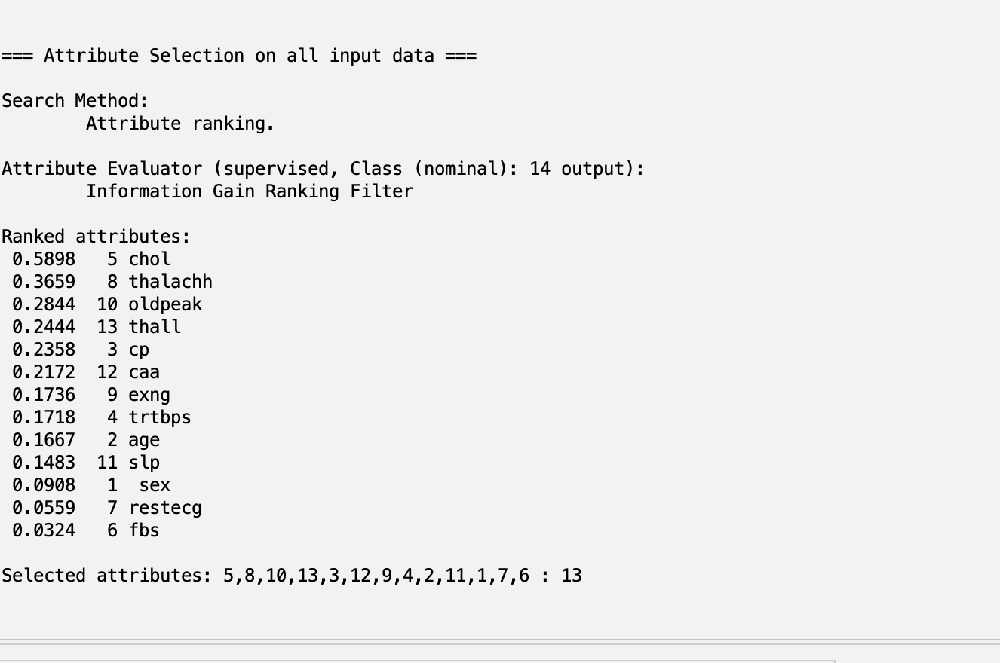 === Attribute Selection on all input data ===
Search Method:
Attribute ranking.
Attribute Evaluator (supervised, Class (nominal): 14 output):
Information Gain Ranking Filter
Ranked attributes:
0.5898 5 chol
0.3659 8 thalachh
0.2844 10 oldpeak
0.2444 13 thall
0.2358 3 cp
0.2172 12 caa
0.1736 9 exng
0.1718 4 trtbps
0.1667 2 age
0.1483 11 slp
0.0908 1 sex
0.0559 7 restecg
0.0324 6 fbs
Selected attributes: 5,8,10,13,3,12,9,4,2,11,1,7,6 : 13